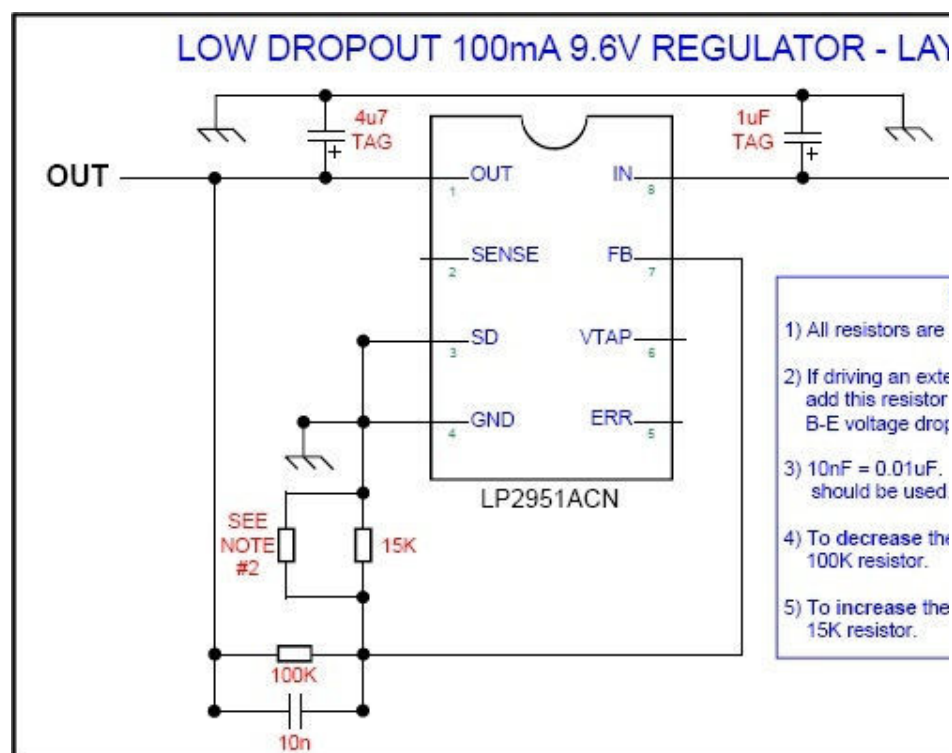 LOW DROPOUT 100mA 9.6V REGULATOR - LAY
4u7
TAG
1uF
TAG
+
+
OUT
OUT
IN
1
8
SENSE
FB
2
7
SD
VTAP
3
6
GND
ERR
4
5
LP2951ACN
SEE
NOTE
#2
15K
100K
10n
1) All resistors are
2) If driving an exte
add this resistor
B-E voltage drop
3) 10nF = 0.01uF.
should be used
4) To decrease the
100K resistor.
5) To increase the
15K resistor.